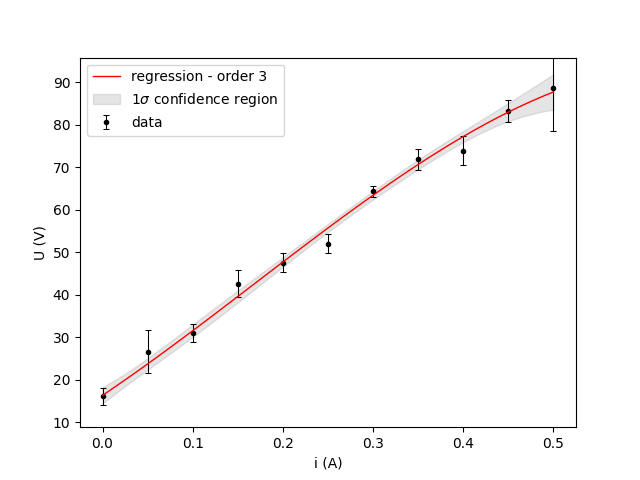 regression - order 3
1σ confidence region
data
90
80
70
60
50
40
30
20
10
U (V)
0.0 0.1 0.2 0.3 0.4 0.5
i (A)